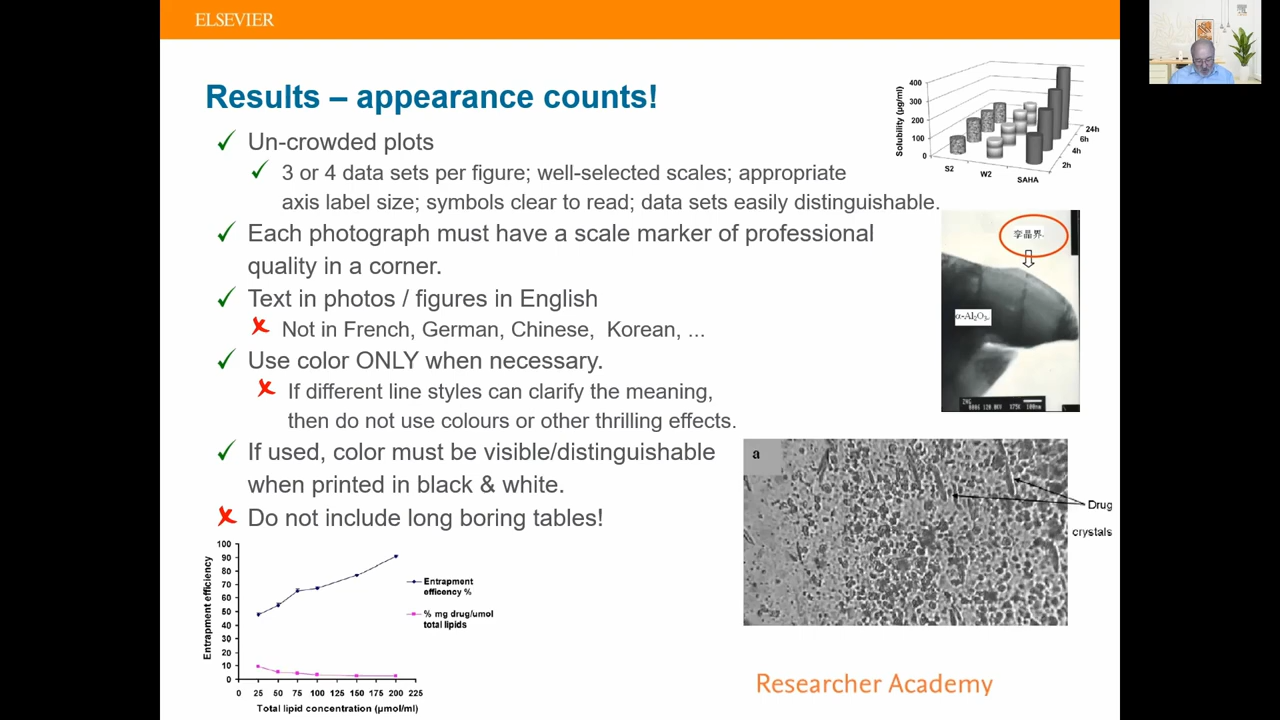 ELSEVIER
Results – appearance counts!
Un-crowded plots
3 or 4 data sets per figure; well-selected scales; appropriate
axis label size; symbols clear to read; data sets easily distinguishable.
Each photograph must have a scale marker of professional
quality in a corner.
Text in photos / figures in English
Not in French, German, Chinese, Korean, ...
Use color ONLY when necessary.
If different line styles can clarify the meaning,
then do not use colours or other thrilling effects.
If used, color must be visible/distinguishable
when printed in black & white.
Do not include long boring tables!
Solubility (µg/ml)
400
300
200
100
0
S2
W2
SAHA
2h
4h
6h
24h
孪晶界
α-Al₂O₃
100nm
a
Drug
crystals
Entrapment efficiency
100
90
80
70
60
50
40
30
20
10
0
0 25 50 75 100 125 150 175 200 225
Total lipid concentration (µmol/ml)
Entrapment
efficency %
% mg drug/umol
total lipids
Researcher Academy